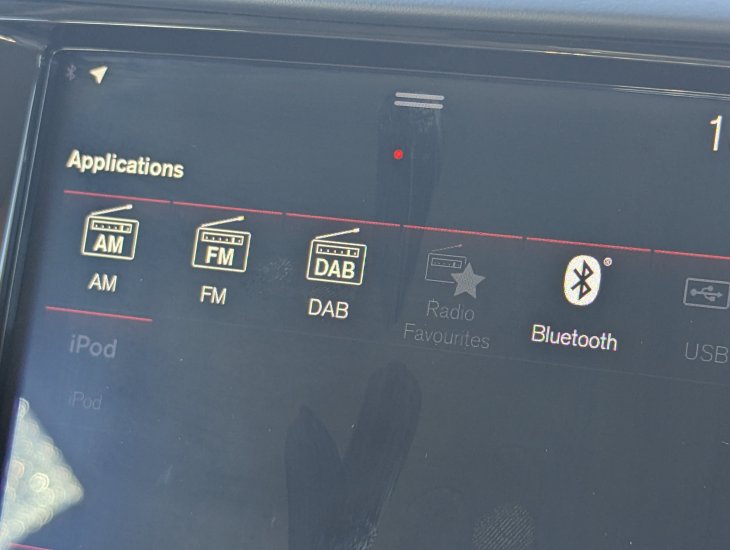 1
Applications
AM
FM
DAB
AM
FM
DAB
Radio
Favourites
Bluetooth
USB
iPod
iPod